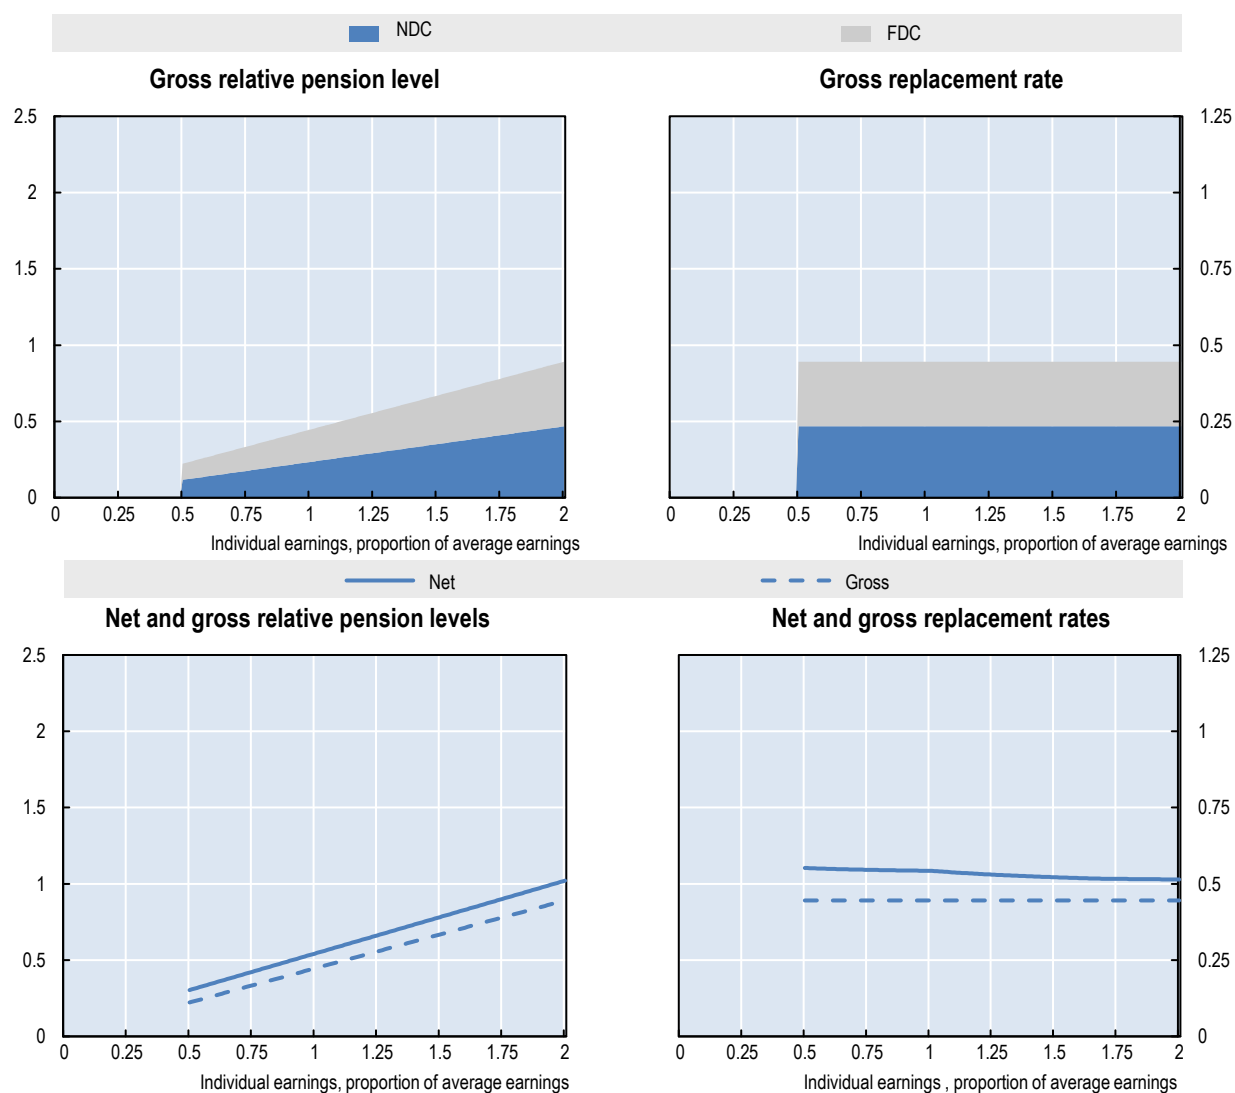 NDC
FDC
Gross relative pension level
Gross replacement rate
2.5
2
1.5
1
0.5
0
0 0.25 0.5 0.75 1 1.25 1.5 1.75 2
Individual earnings, proportion of average earnings
1.25
1
0.75
0.5
0.25
0
0 0.25 0.5 0.75 1 1.25 1.5 1.75 2
Individual earnings, proportion of average earnings
Net
Gross
Net and gross relative pension levels
Net and gross replacement rates
2.5
2
1.5
1
0.5
0
0 0.25 0.5 0.75 1 1.25 1.5 1.75 2
Individual earnings, proportion of average earnings
1.25
1
0.75
0.5
0.25
0
0 0.25 0.5 0.75 1 1.25 1.5 1.75 2
Individual earnings , proportion of average earnings